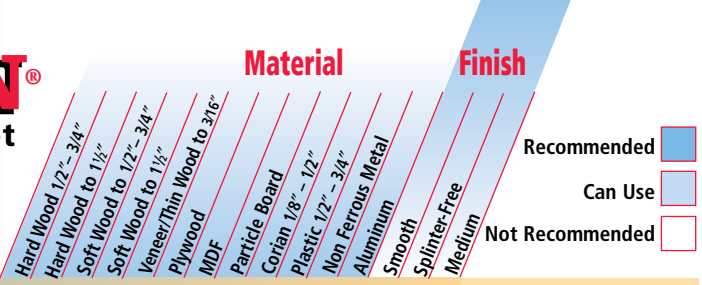 Material Finish
Hard Wood 1/2″– 3/4″
Hard Wood to 1½″
Soft Wood to 1/2″– 3/4″
Soft Wood to 1½″
Veneer/Thin Wood to 3/16″
Plywood
MDF
Particle Board
Corian 1/8″ – 1/2″
Plastic 1/2″ – 3/4″
Non Ferrous Metal
Aluminum
Smooth
Splinter-Free
Medium
Recommended
Can Use
Not Recommended